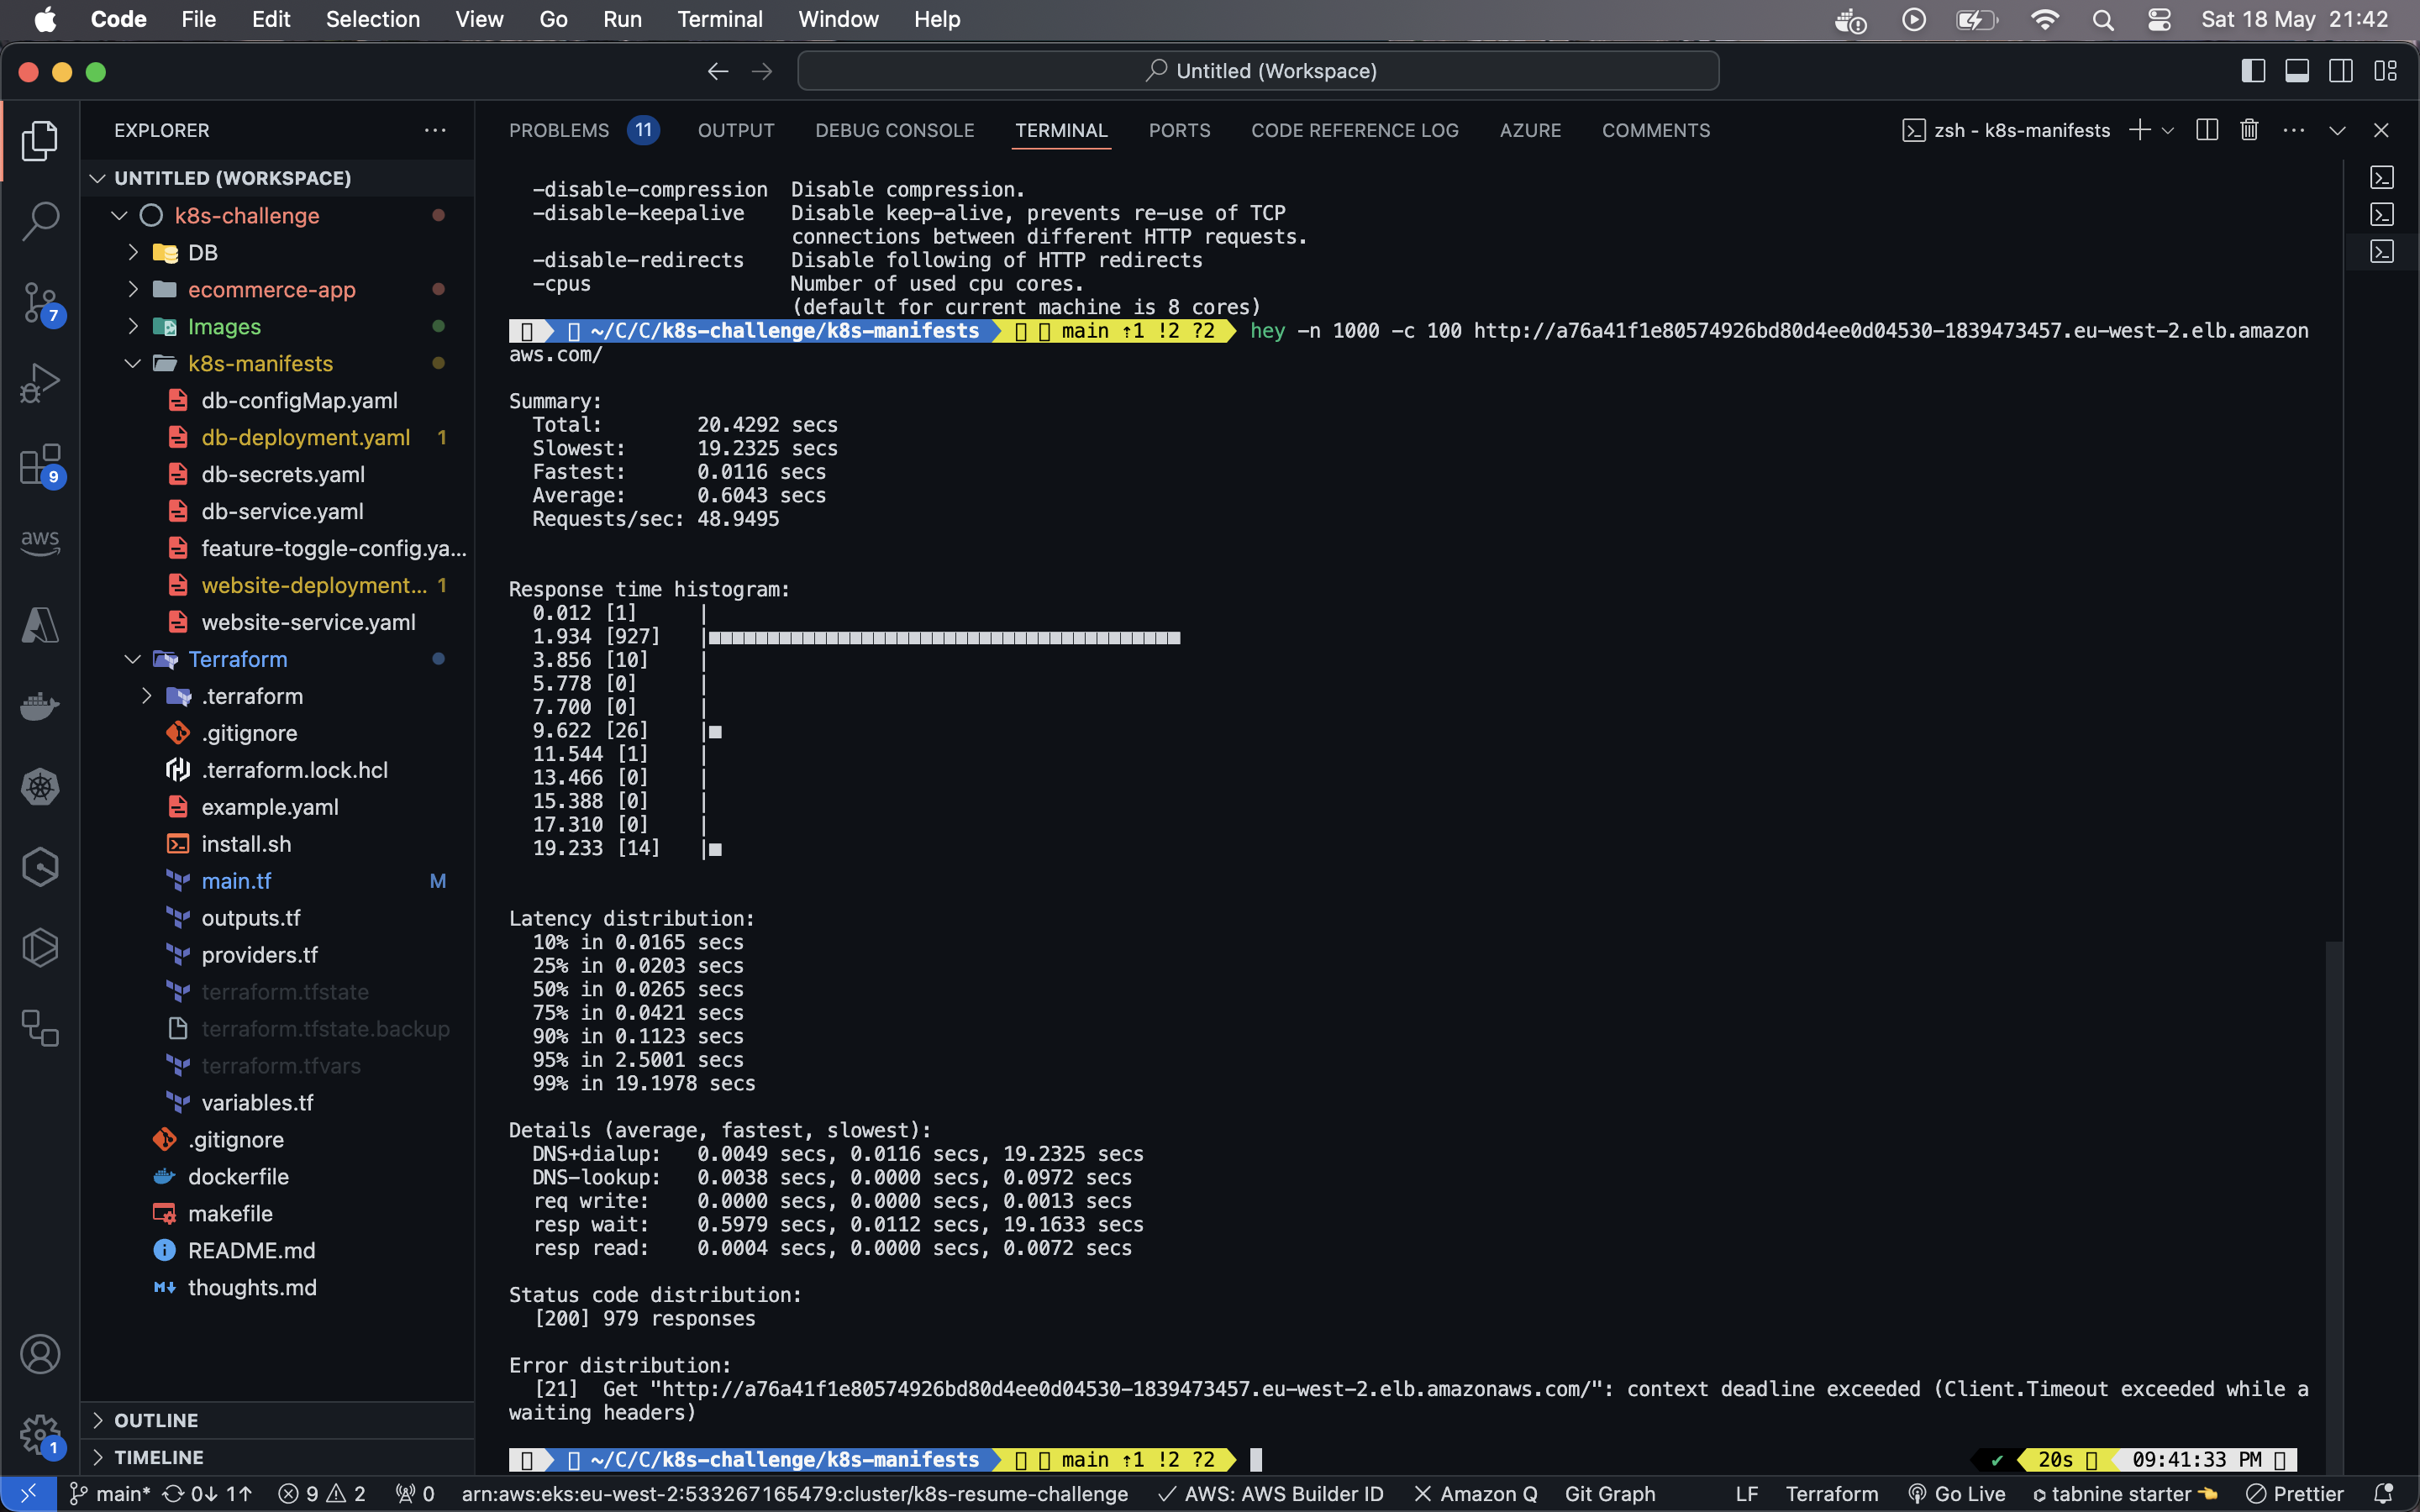 Code File Edit Selection View Go Run Terminal Window Help Sat 18 May 21:42
Untitled (Workspace)
EXPLORER
UNTITLED (WORKSPACE)
k8s-challenge
DB
ecommerce-app
Images
k8s-manifests
db-configMap.yaml
db-deployment.yaml 1
db-secrets.yaml
db-service.yaml
feature-toggle-config.ya...
website-deployment... 1
website-service.yaml
Terraform
.terraform
.gitignore
.terraform.lock.hcl
example.yaml
install.sh
main.tf M
outputs.tf
providers.tf
terraform.tfstate
terraform.tfstate.backup
terraform.tfvars
variables.tf
.gitignore
dockerfile
makefile
README.md
thoughts.md
OUTLINE
TIMELINE
7
9
aws
1
PROBLEMS 11 OUTPUT DEBUG CONSOLE TERMINAL PORTS CODE REFERENCE LOG AZURE COMMENTS zsh - k8s-manifests
-disable-compression Disable compression.
-disable-keepalive Disable keep-alive, prevents re-use of TCP
connections between different HTTP requests.
-disable-redirects Disable following of HTTP redirects
-cpus Number of used cpu cores.
(default for current machine is 8 cores)
~/C/C/k8s-challenge/k8s-manifests main ⇡1 !2 ?2 hey -n 1000 -c 100 http://a76a41f1e80574926bd80d4ee0d04530-1839473457.eu-west-2.elb.amazon
aws.com/
Summary:
Total: 20.4292 secs
Slowest: 19.2325 secs
Fastest: 0.0116 secs
Average: 0.6043 secs
Requests/sec: 48.9495
Response time histogram:
0.012 [1] |
1.934 [927] |■■■■■■■■■■■■■■■■■■■■■■■■■■■■■■■■■■■■■■■■
3.856 [10] |
5.778 [0] |
7.700 [0] |
9.622 [26] |■
11.544 [1] |
13.466 [0] |
15.388 [0] |
17.310 [0] |
19.233 [14] |■
Latency distribution:
10% in 0.0165 secs
25% in 0.0203 secs
50% in 0.0265 secs
75% in 0.0421 secs
90% in 0.1123 secs
95% in 2.5001 secs
99% in 19.1978 secs
Details (average, fastest, slowest):
DNS+dialup: 0.0049 secs, 0.0116 secs, 19.2325 secs
DNS-lookup: 0.0038 secs, 0.0000 secs, 0.0972 secs
req write: 0.0000 secs, 0.0000 secs, 0.0013 secs
resp wait: 0.5979 secs, 0.0112 secs, 19.1633 secs
resp read: 0.0004 secs, 0.0000 secs, 0.0072 secs
Status code distribution:
[200] 979 responses
Error distribution:
[21] Get "http://a76a41f1e80574926bd80d4ee0d04530-1839473457.eu-west-2.elb.amazonaws.com/": context deadline exceeded (Client.Timeout exceeded while a
waiting headers)
~/C/C/k8s-challenge/k8s-manifests main ⇡1 !2 ?2 ✔ 20s 09:41:33 PM
main* 0↓ 1↑ 9 2 0 arn:aws:eks:eu-west-2:533267165479:cluster/k8s-resume-challenge AWS: AWS Builder ID Amazon Q Git Graph LF Terraform Go Live tabnine starter Prettier